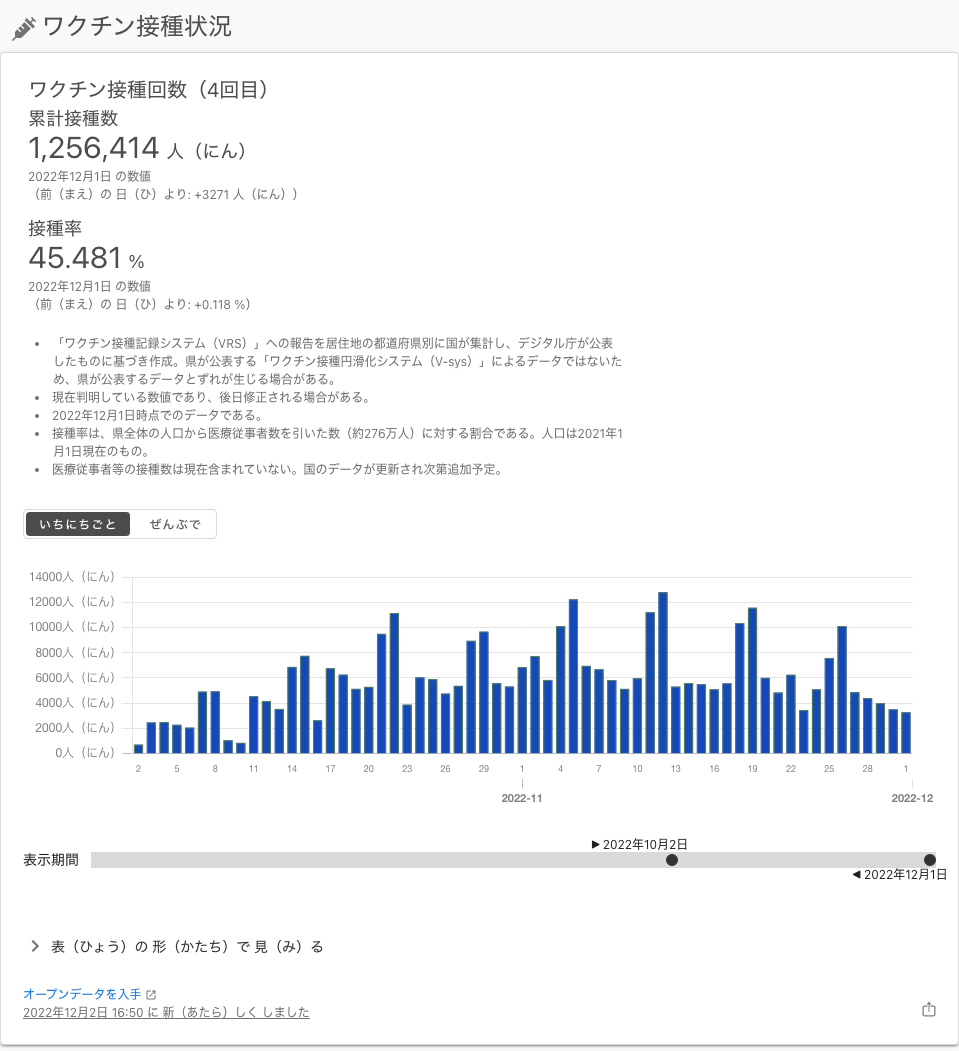 ワクチン接種状況
ワクチン接種回数（4回目）
累計接種数
1,256,414 人（にん）
2022年12月1日 の数値
（前（まえ）の 日（ひ）より: +3271 人（にん））
接種率
45.481 %
2022年12月1日 の数値
（前（まえ）の 日（ひ）より: +0.118 %）
• 「ワクチン接種記録システム（VRS）」への報告を居住地の都道府県別に国が集計し、デジタル庁が公表
したものに基づき作成。県が公表する「ワクチン接種円滑化システム（V-sys）」によるデータではないた
め、県が公表するデータとずれが生じる場合がある。
• 現在判明している数値であり、後日修正される場合がある。
• 2022年12月1日時点でのデータである。
• 接種率は、県全体の人口から医療従事者数を引いた数（約276万人）に対する割合である。人口は2021年1
月1日現在のもの。
• 医療従事者等の接種数は現在含まれていない。国のデータが更新され次第追加予定。
いちにちごと ぜんぶで
14000人（にん）
12000人（にん）
10000人（にん）
8000人（にん）
6000人（にん）
4000人（にん）
2000人（にん）
0人（にん）
2 5 8 11 14 17 20 23 26 29 1 4 7 10 13 16 19 22 25 28 1
2022-11 2022-12
▶ 2022年10月2日
表示期間
◀ 2022年12月1日
表（ひょう）の 形（かたち）で 見（み）る
オープンデータを入手
2022年12月2日 16:50 に 新（あたら）しく しました